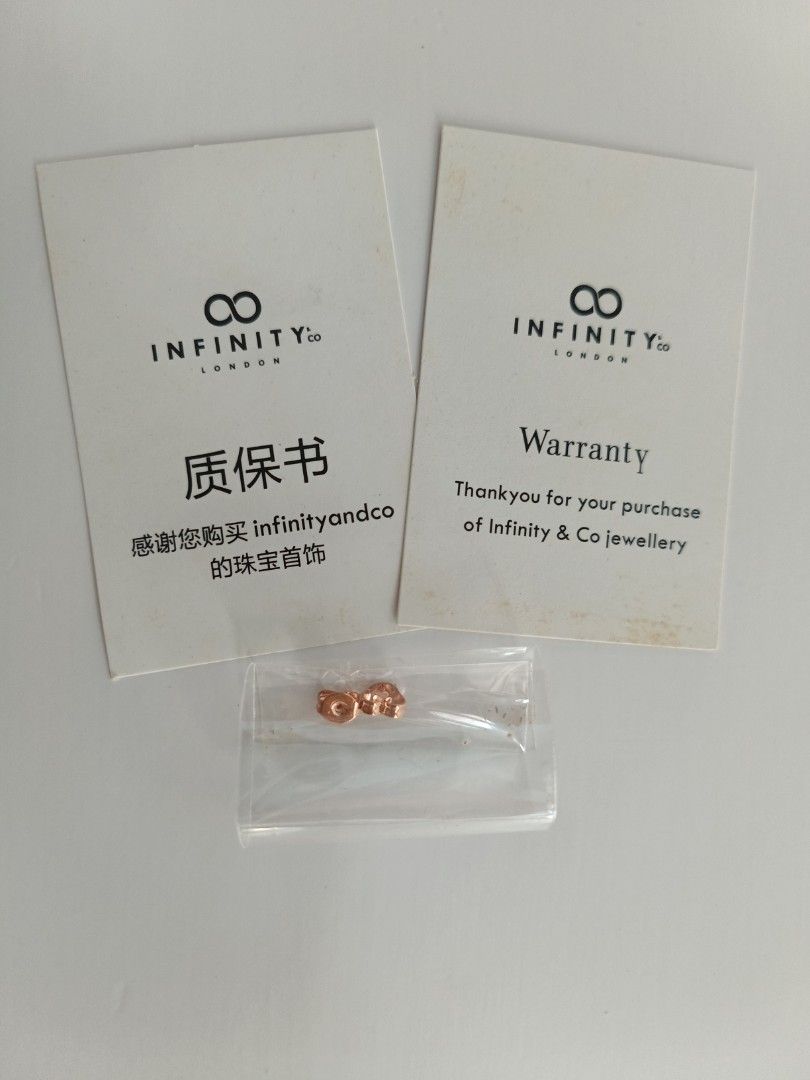 INFINITY & CO
LONDON
质保书
感谢您购买 infinityandco
的珠宝首饰
INFINITY & CO
LONDON
Warranty
Thankyou for your purchase
of Infinity & Co jewellery